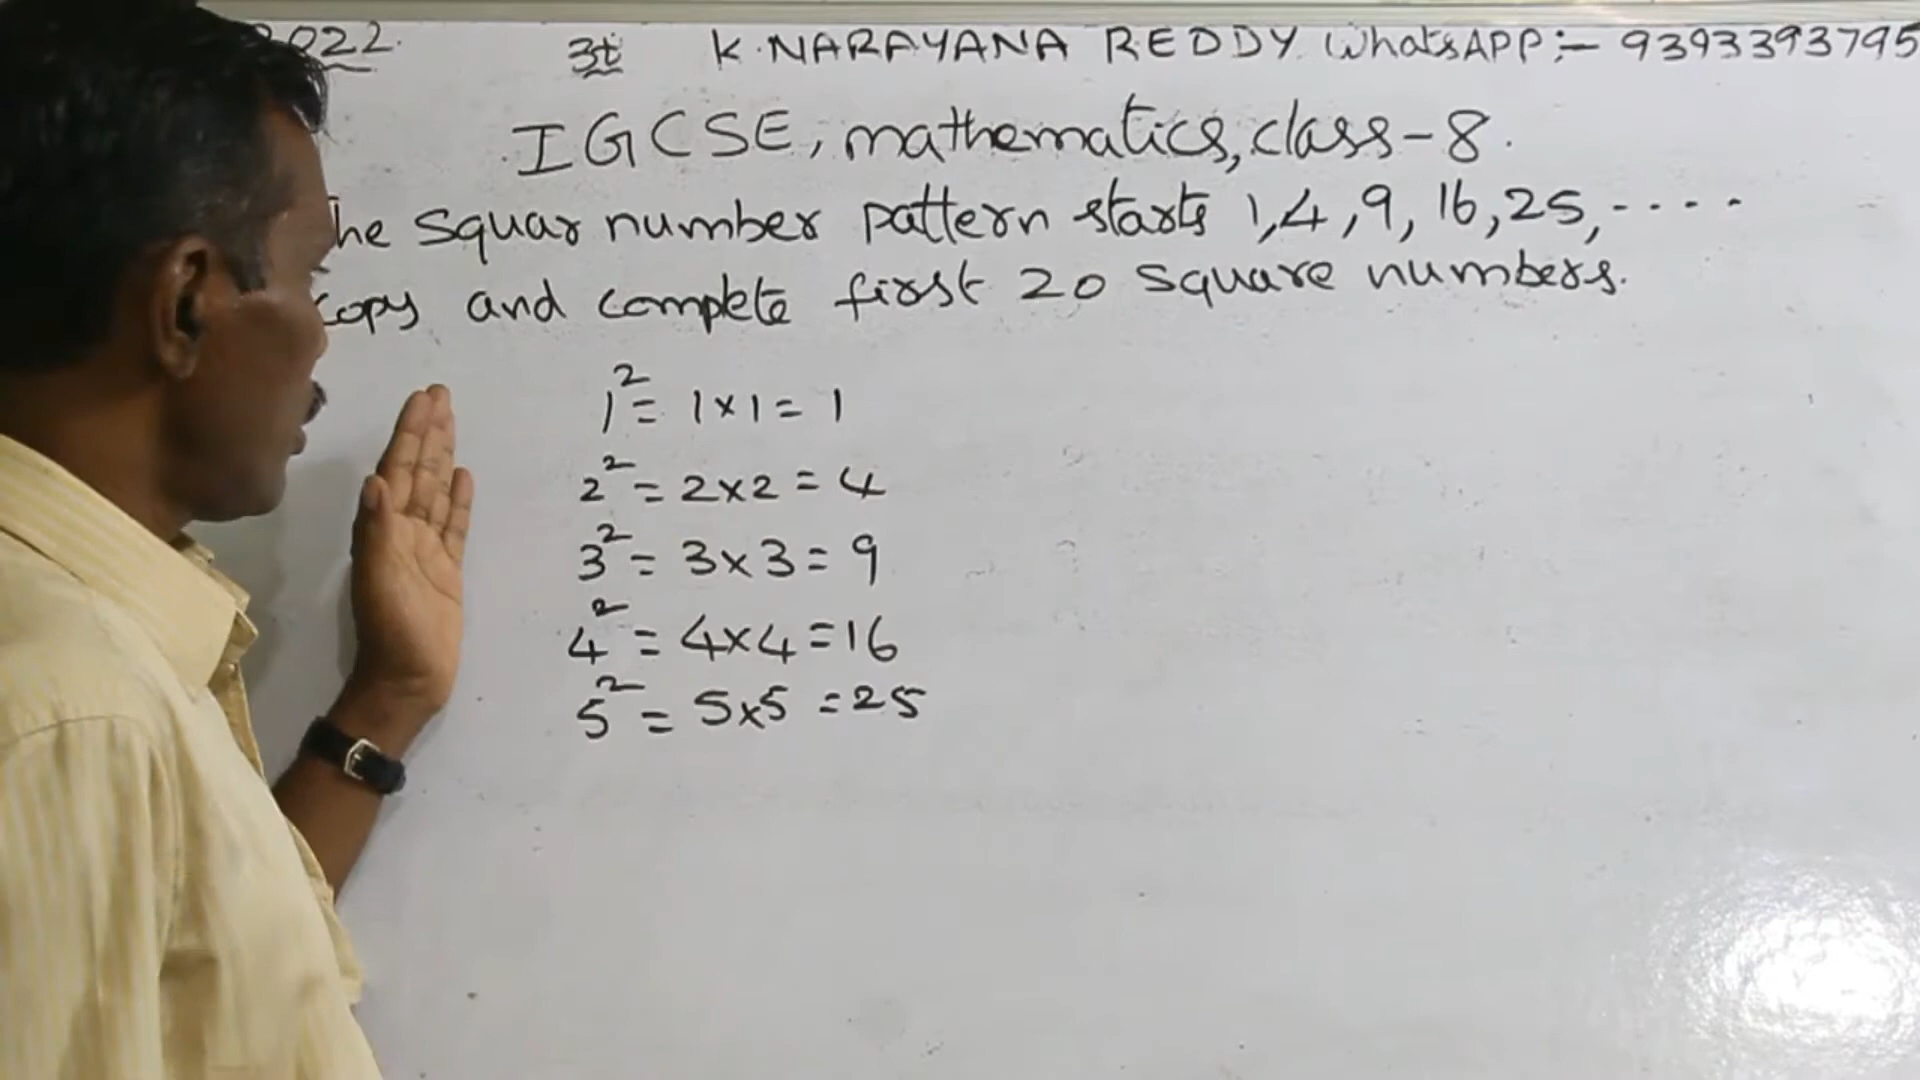 2022. 3t K.NARAYANA REDDY WhatsAPP:- 9393393795
IGCSE, mathematics, class-8.
The Squar number pattern starts 1,4,9,16,25,-----
Copy and complete first 20 square numbers.
1² = 1×1 = 1
2² = 2×2 = 4
3² = 3×3 = 9
4² = 4×4 = 16
5² = 5×5 = 25